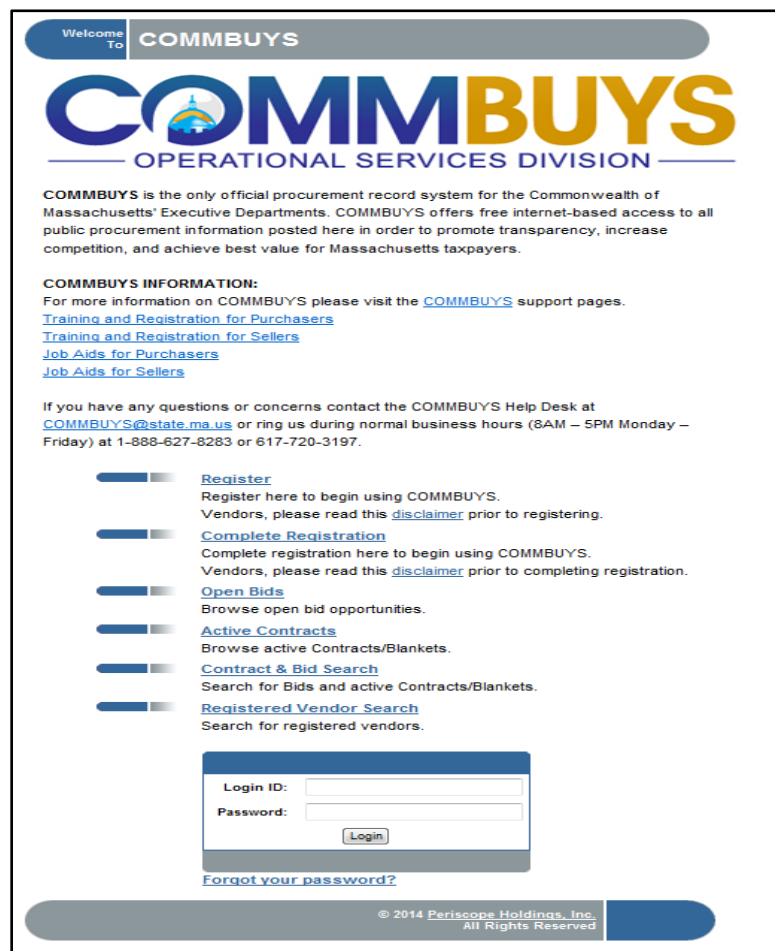 Welcome
To
COMMBUYS
COMMBUYS
OPERATIONAL SERVICES DIVISION
COMMBUYS is the only official procurement record system for the Commonwealth of
Massachusetts' Executive Departments. COMMBUYS offers free internet-based access to all
public procurement information posted here in order to promote transparency, increase
competition, and achieve best value for Massachusetts taxpayers.
COMMBUYS INFORMATION:
For more information on COMMBUYS please visit the COMMBUYS support pages.
Training and Registration for Purchasers
Training and Registration for Sellers
Job Aids for Purchasers
Job Aids for Sellers
If you have any questions or concerns contact the COMMBUYS Help Desk at
COMMBUYS@state.ma.us or ring us during normal business hours (8AM – 5PM Monday –
Friday) at 1-888-627-8283 or 617-720-3197.
Register
Register here to begin using COMMBUYS.
Vendors, please read this disclaimer prior to registering.
Complete Registration
Complete registration here to begin using COMMBUYS.
Vendors, please read this disclaimer prior to completing registration.
Open Bids
Browse open bid opportunities.
Active Contracts
Browse active Contracts/Blankets.
Contract & Bid Search
Search for Bids and active Contracts/Blankets.
Registered Vendor Search
Search for registered vendors.
Login ID:
Password:
Login
Forgot your password?
© 2014 Periscope Holdings, Inc.
All Rights Reserved